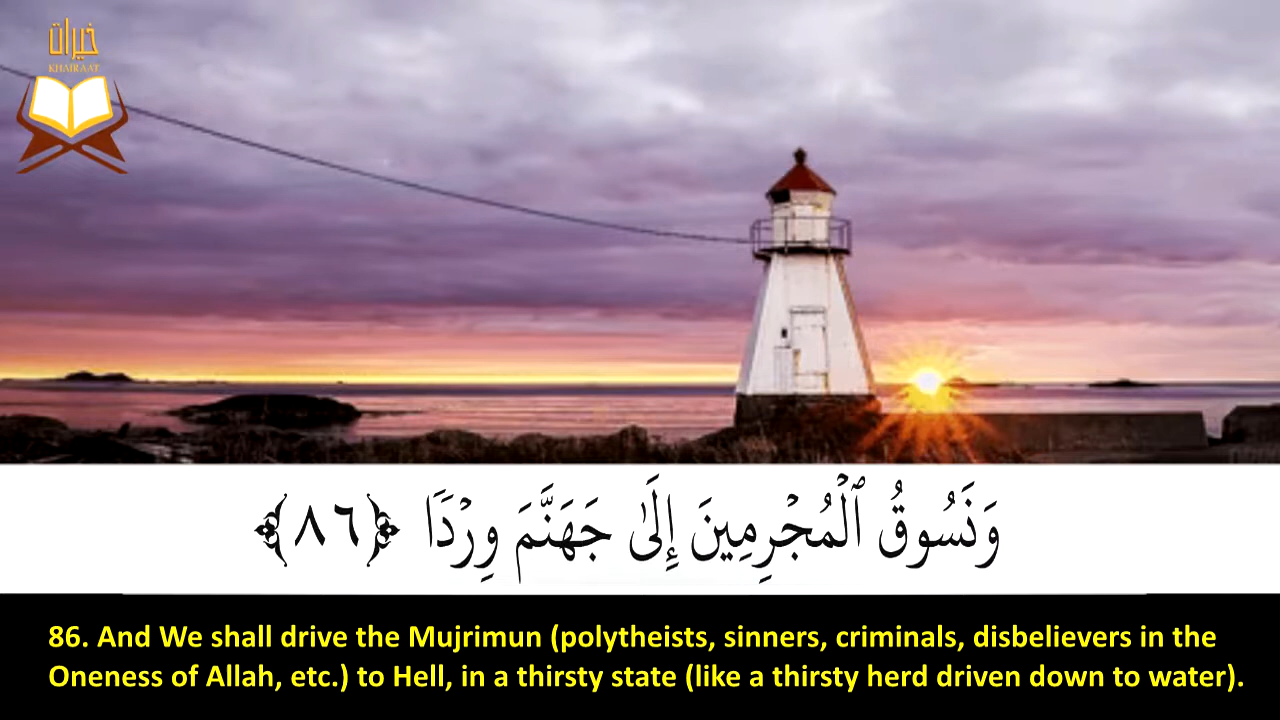 خيرات
KHAIRAAT
وَنَسُوقُ ٱلْمُجْرِمِينَ إِلَىٰ جَهَنَّمَ وِرْدًا ﴿٨٦﴾
86. And We shall drive the Mujrimun (polytheists, sinners, criminals, disbelievers in the
Oneness of Allah, etc.) to Hell, in a thirsty state (like a thirsty herd driven down to water).